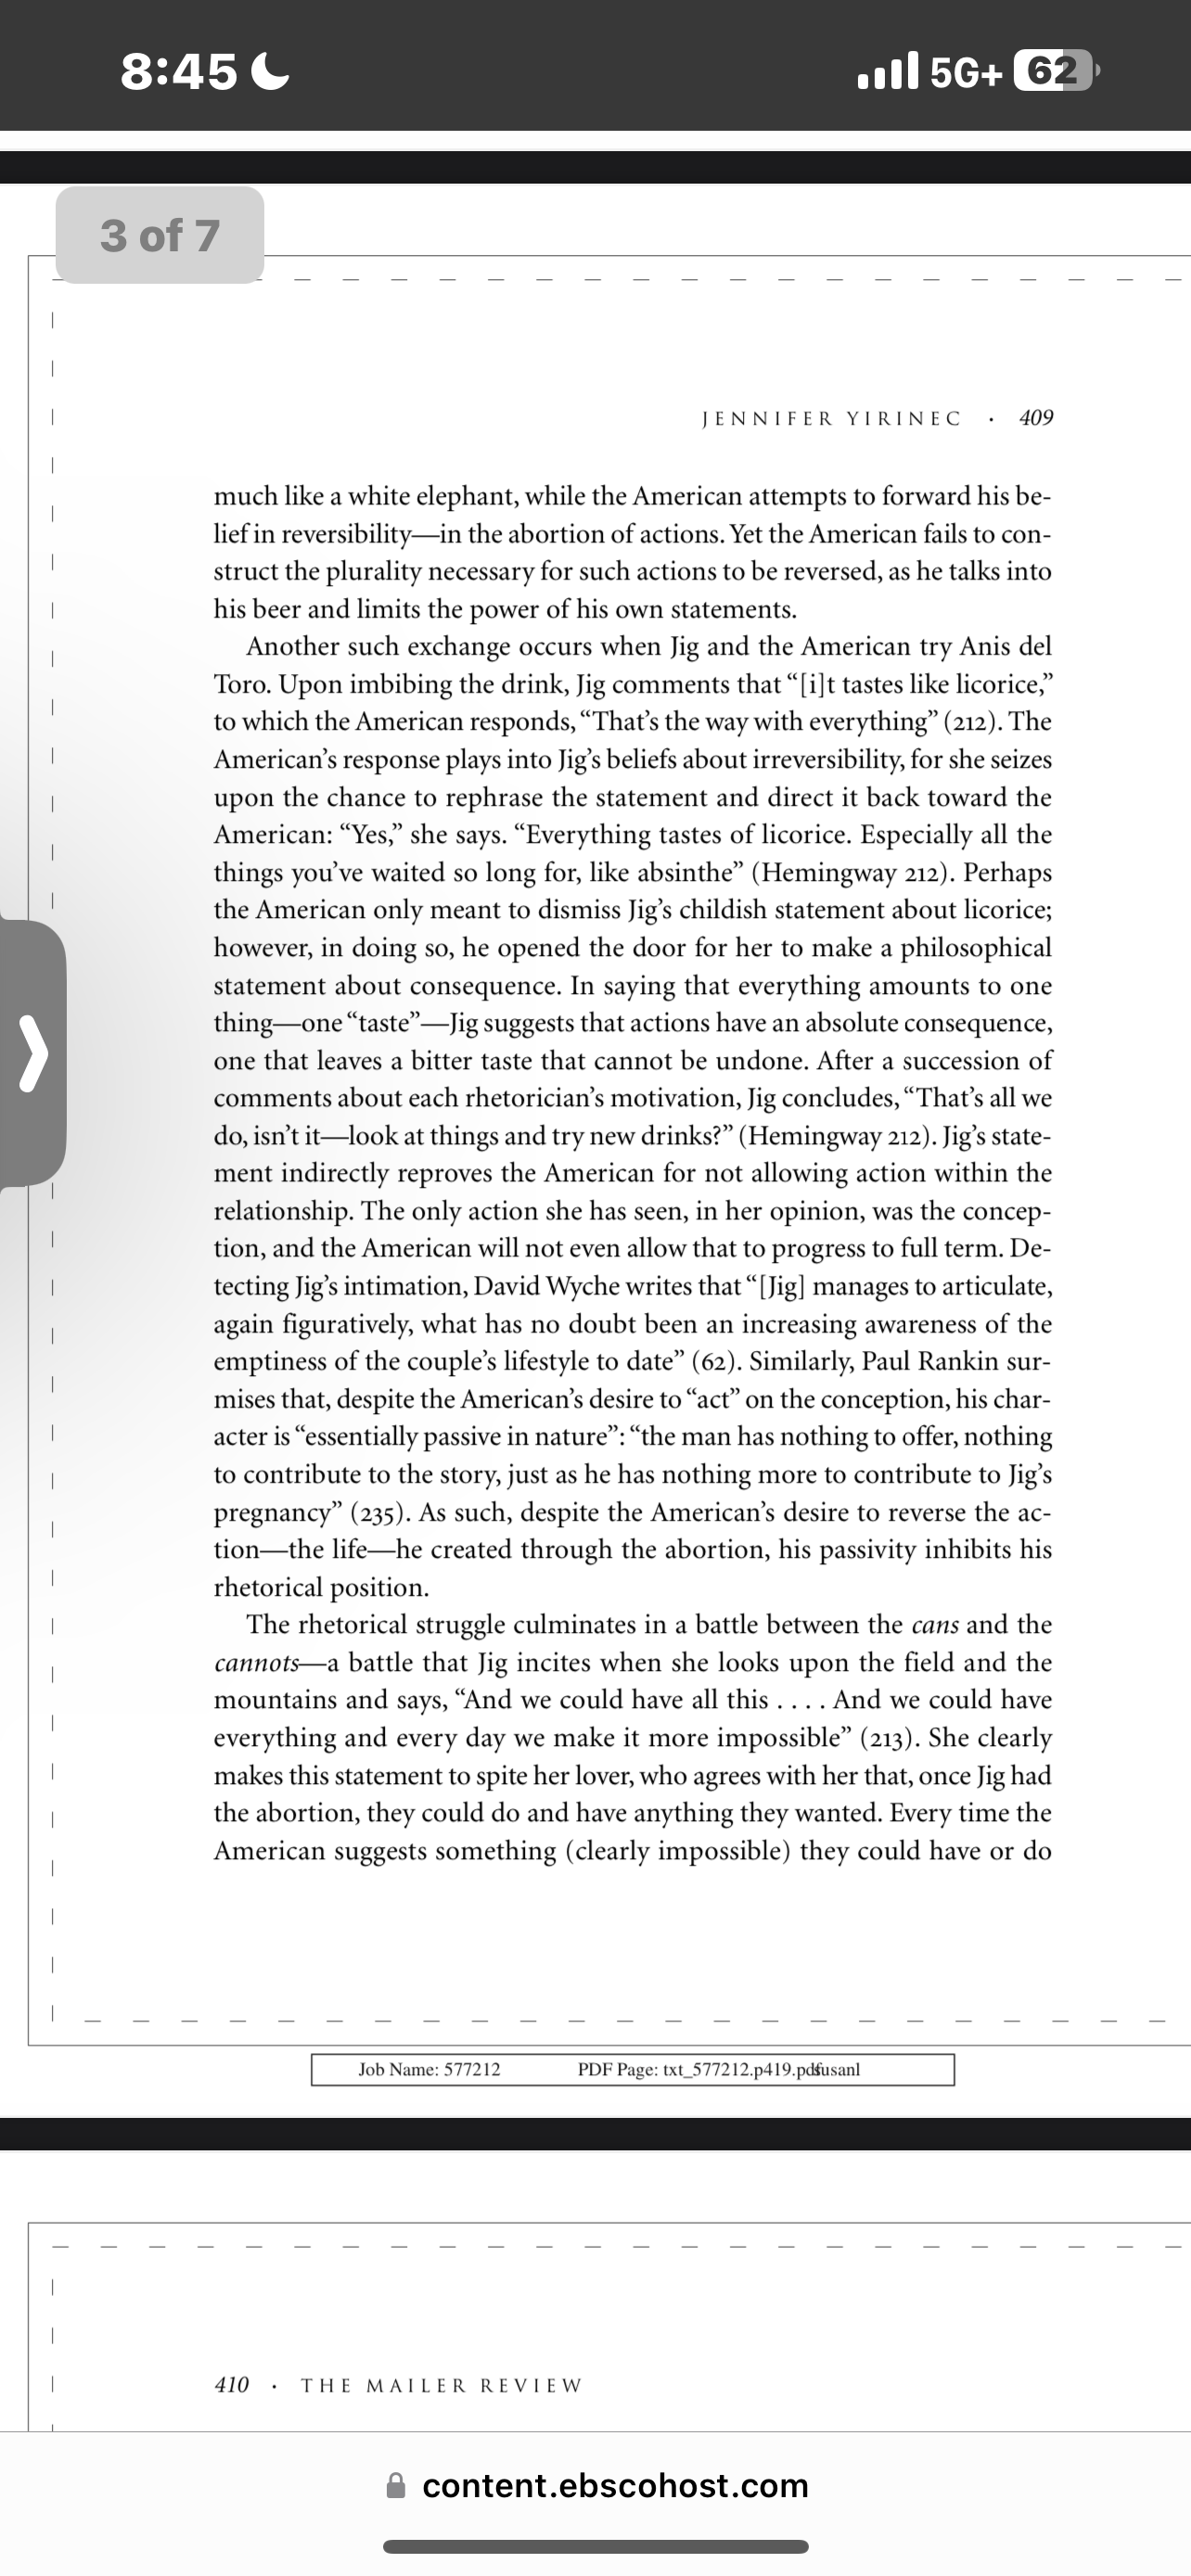 8:45
5G+ 62
3 of 7
JENNIFER YIRINEC · 409
much like a white elephant, while the American attempts to forward his be-
lief in reversibility—in the abortion of actions. Yet the American fails to con-
struct the plurality necessary for such actions to be reversed, as he talks into
his beer and limits the power of his own statements.
Another such exchange occurs when Jig and the American try Anis del
Toro. Upon imbibing the drink, Jig comments that “[i]t tastes like licorice,”
to which the American responds, “That’s the way with everything” (212). The
American’s response plays into Jig’s beliefs about irreversibility, for she seizes
upon the chance to rephrase the statement and direct it back toward the
American: “Yes,” she says. “Everything tastes of licorice. Especially all the
things you’ve waited so long for, like absinthe” (Hemingway 212). Perhaps
the American only meant to dismiss Jig’s childish statement about licorice;
however, in doing so, he opened the door for her to make a philosophical
statement about consequence. In saying that everything amounts to one
thing—one “taste”—Jig suggests that actions have an absolute consequence,
one that leaves a bitter taste that cannot be undone. After a succession of
comments about each rhetorician’s motivation, Jig concludes, “That’s all we
do, isn’t it—look at things and try new drinks?” (Hemingway 212). Jig’s state-
ment indirectly reproves the American for not allowing action within the
relationship. The only action she has seen, in her opinion, was the concep-
tion, and the American will not even allow that to progress to full term. De-
tecting Jig’s intimation, David Wyche writes that “[Jig] manages to articulate,
again figuratively, what has no doubt been an increasing awareness of the
emptiness of the couple’s lifestyle to date” (62). Similarly, Paul Rankin sur-
mises that, despite the American’s desire to “act” on the conception, his char-
acter is “essentially passive in nature”: “the man has nothing to offer, nothing
to contribute to the story, just as he has nothing more to contribute to Jig’s
pregnancy” (235). As such, despite the American’s desire to reverse the ac-
tion—the life—he created through the abortion, his passivity inhibits his
rhetorical position.
The rhetorical struggle culminates in a battle between the cans and the
cannots—a battle that Jig incites when she looks upon the field and the
mountains and says, “And we could have all this . . . . And we could have
everything and every day we make it more impossible” (213). She clearly
makes this statement to spite her lover, who agrees with her that, once Jig had
the abortion, they could do and have anything they wanted. Every time the
American suggests something (clearly impossible) they could have or do
Job Name: 577212 PDF Page: txt_577212.p419.pdfsusanl
410 · THE MAILER REVIEW
content.ebscohost.com